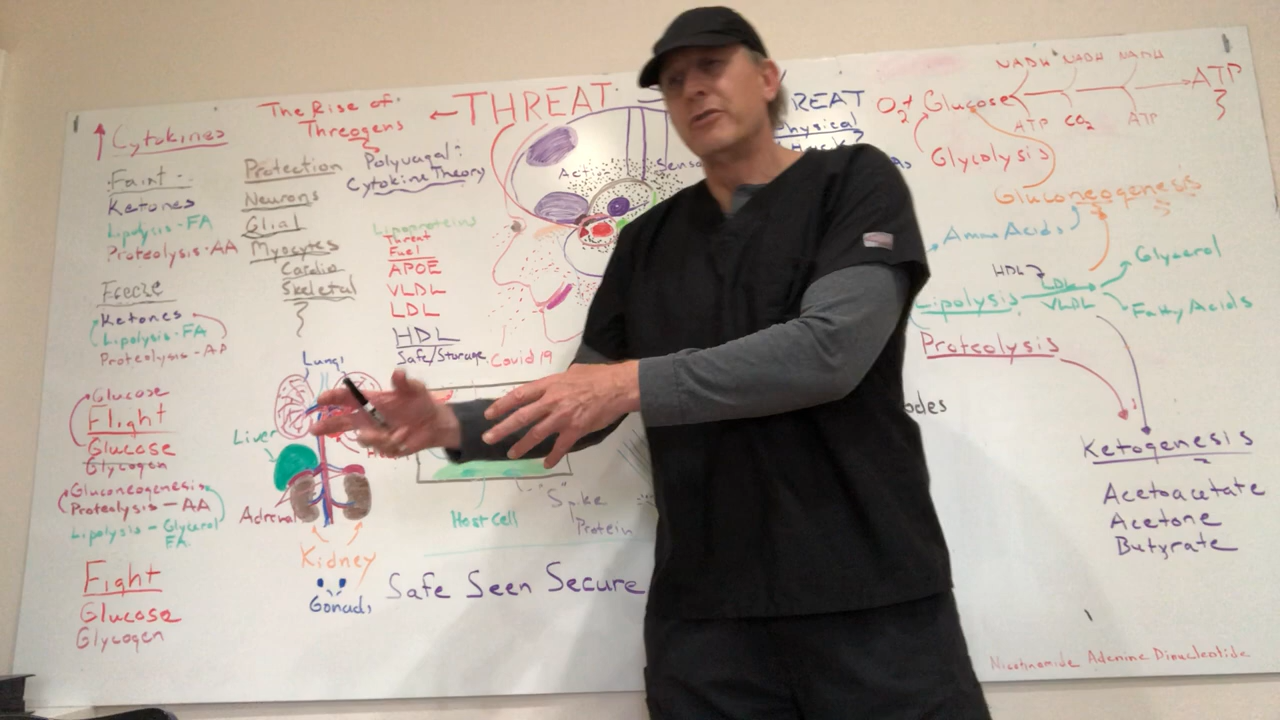 Cytokines
Faint
Ketones
Lipolysis - FA
Proteolysis - AA
Freeze
Ketones
Lipolysis - FA
Proteolysis - AA
Glucose
Flight
Glucose
Glycogen
Gluconeogenesis
Proteolysis - AA
Lipolysis - Glycerol
FA
Fight
Glucose
Glycogen
The Rise of
Threogens
Protection
Neurons
Glial
Myocytes
Cardio
Skeletal
← THREAT
Polyvagal:
Cytokine Theory
Lipoproteins
Threat
Fuel
APOE
VLDL
LDL
HDL
Safe/Storage
Covid 19
Lungs
Liver
Adrenal
Kidney
Gonads
Host Cell
Spike
Protein
Safe Seen Secure
REAT
Physical
O2 + Glucose
NADH NADH NADH
ATP
ATP CO2 ATP
Glycolysis
Gluconeogenesis
Amino Acids
HDL
LDL
VLDL
Glycerol
Lipolysis
Fatty Acids
Proteolysis
odes
Ketogenesis
Acetoacetate
Acetone
Butyrate
Nicotinamide Adenine Dinucleotide